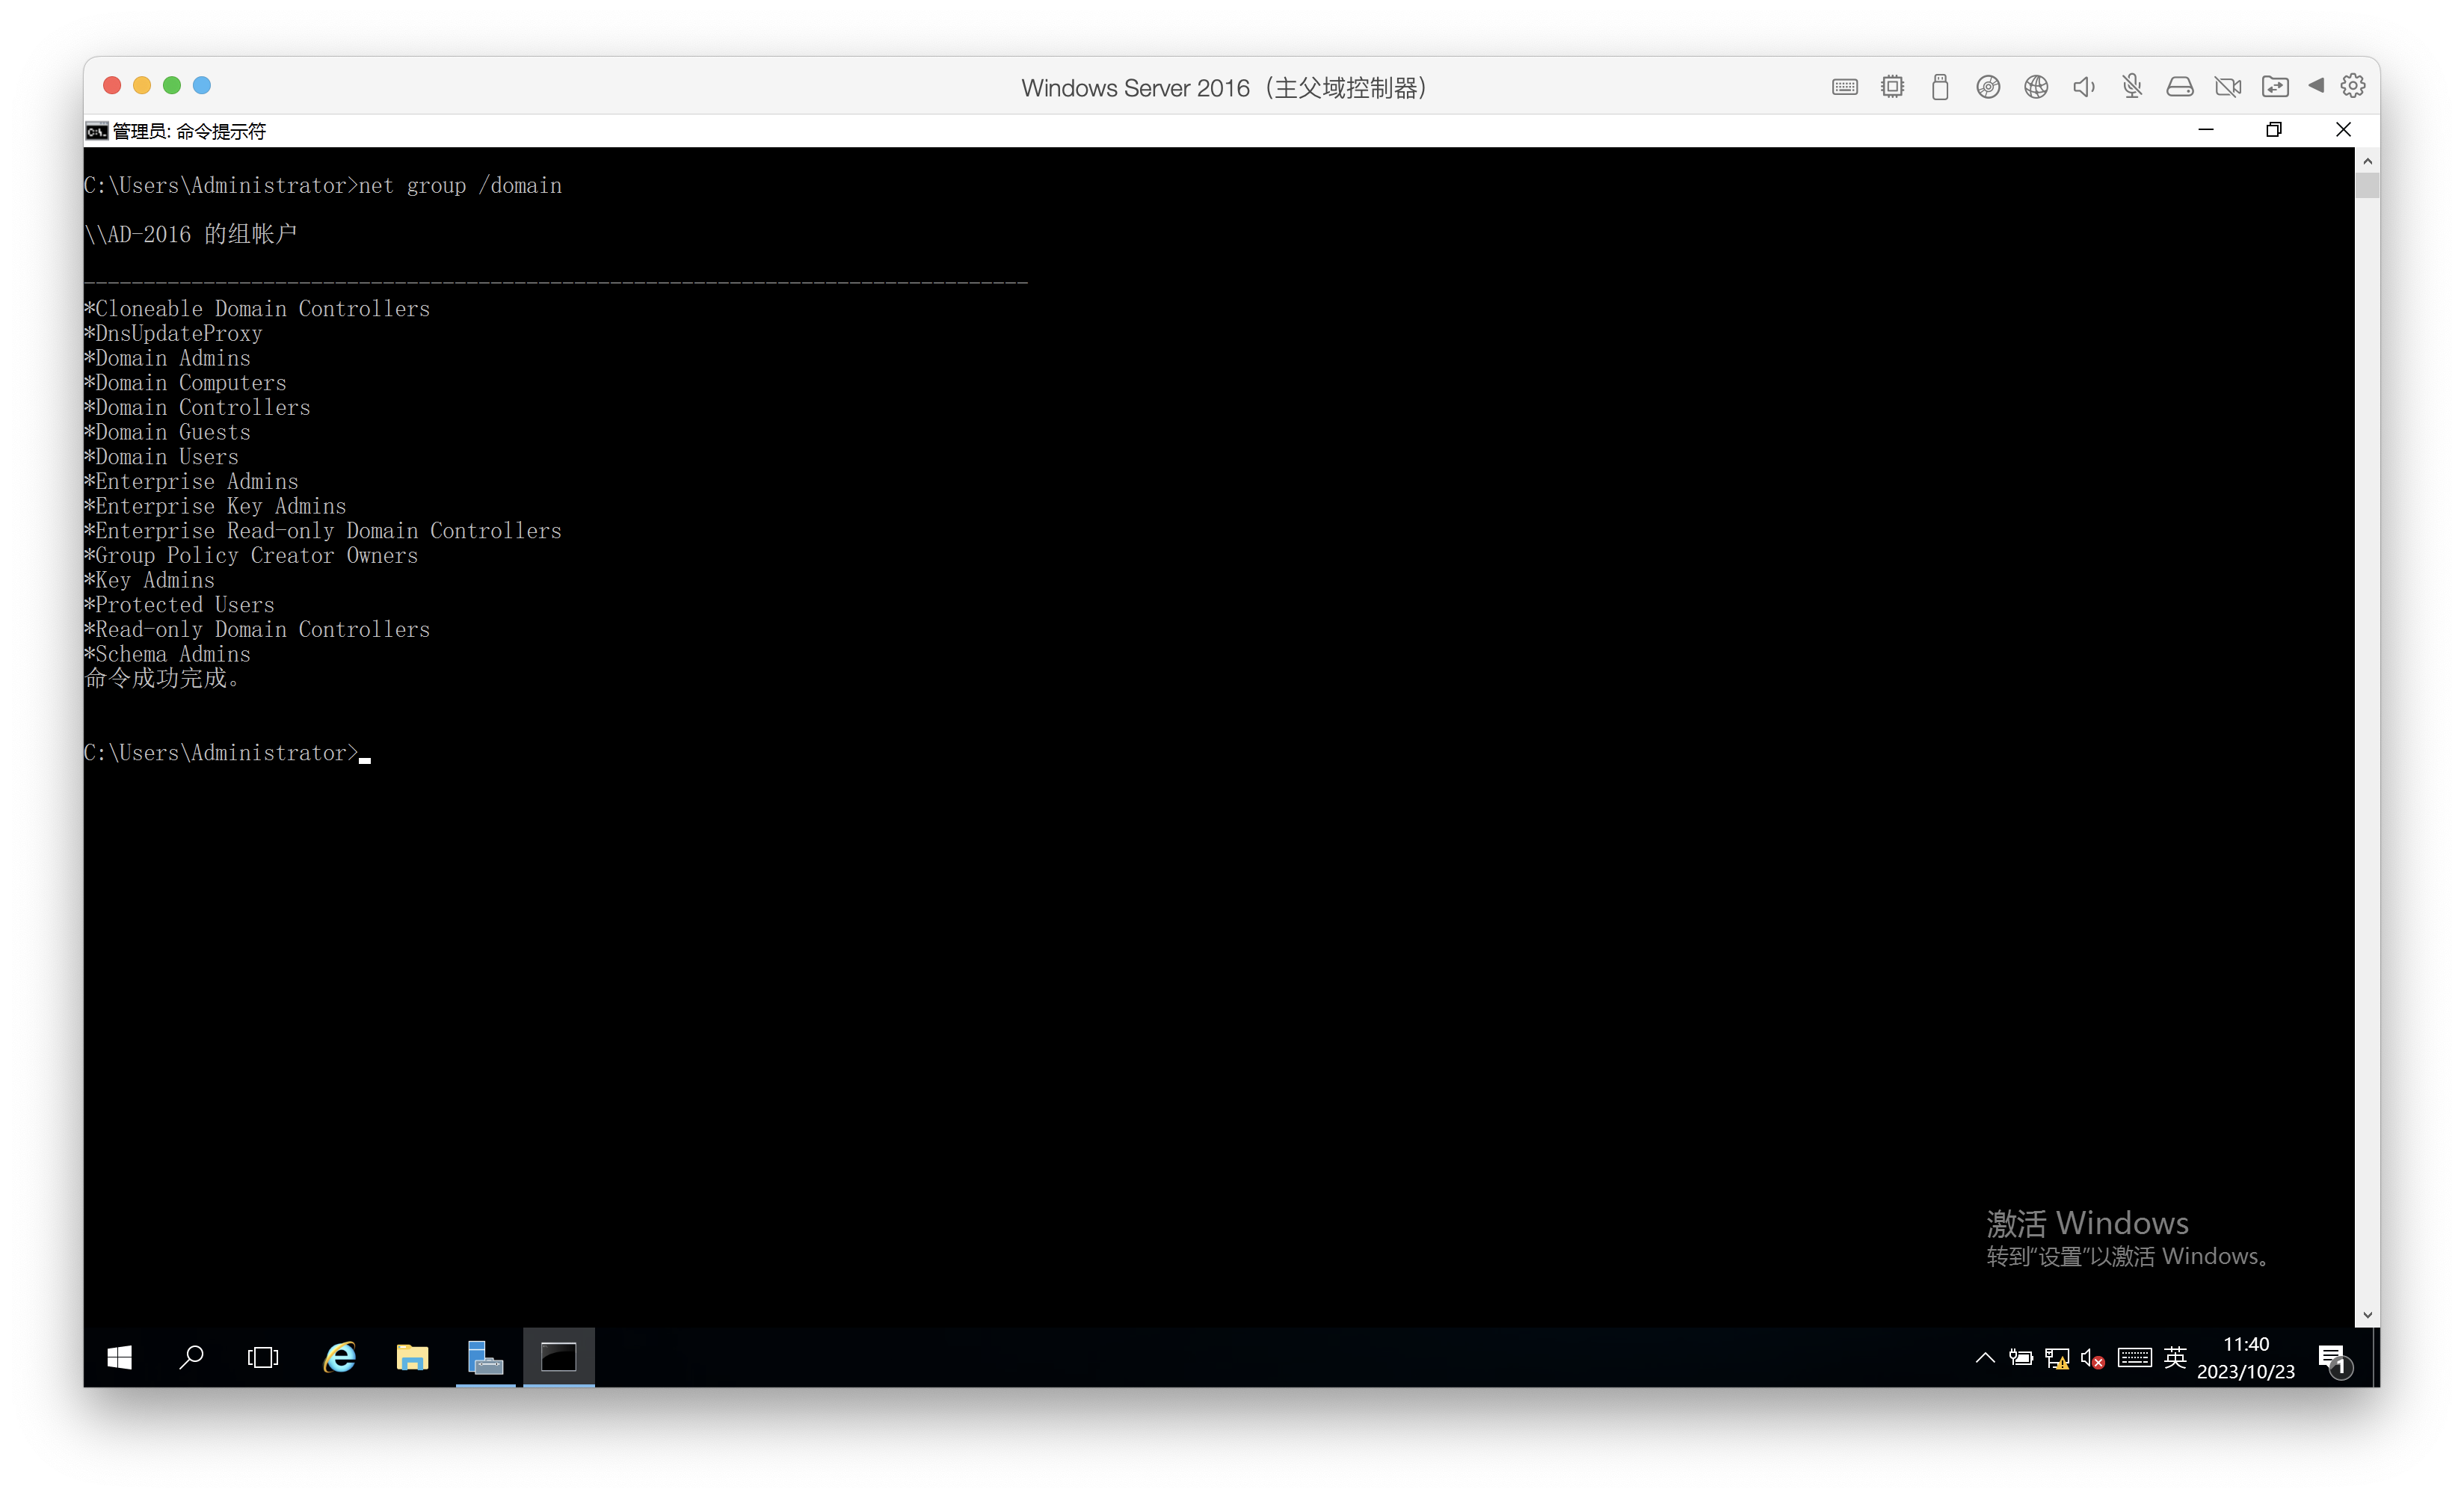 Windows Server 2016（主父域控制器）
管理员: 命令提示符
C:\Users\Administrator>net group /domain
\\AD-2016 的组帐户
-------------------------------------------------------------------------------
*Cloneable Domain Controllers
*DnsUpdateProxy
*Domain Admins
*Domain Computers
*Domain Controllers
*Domain Guests
*Domain Users
*Enterprise Admins
*Enterprise Key Admins
*Enterprise Read-only Domain Controllers
*Group Policy Creator Owners
*Key Admins
*Protected Users
*Read-only Domain Controllers
*Schema Admins
命令成功完成。
C:\Users\Administrator>
激活 Windows
转到“设置”以激活 Windows。
英
11:40
2023/10/23
1